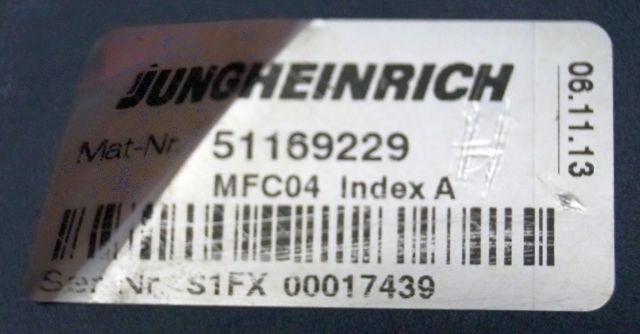 JUNGHEINRICH
Mat-Nr. 51169229
MFC04 Index A
Ser. Nr. S1FX 00017439
06.11.13